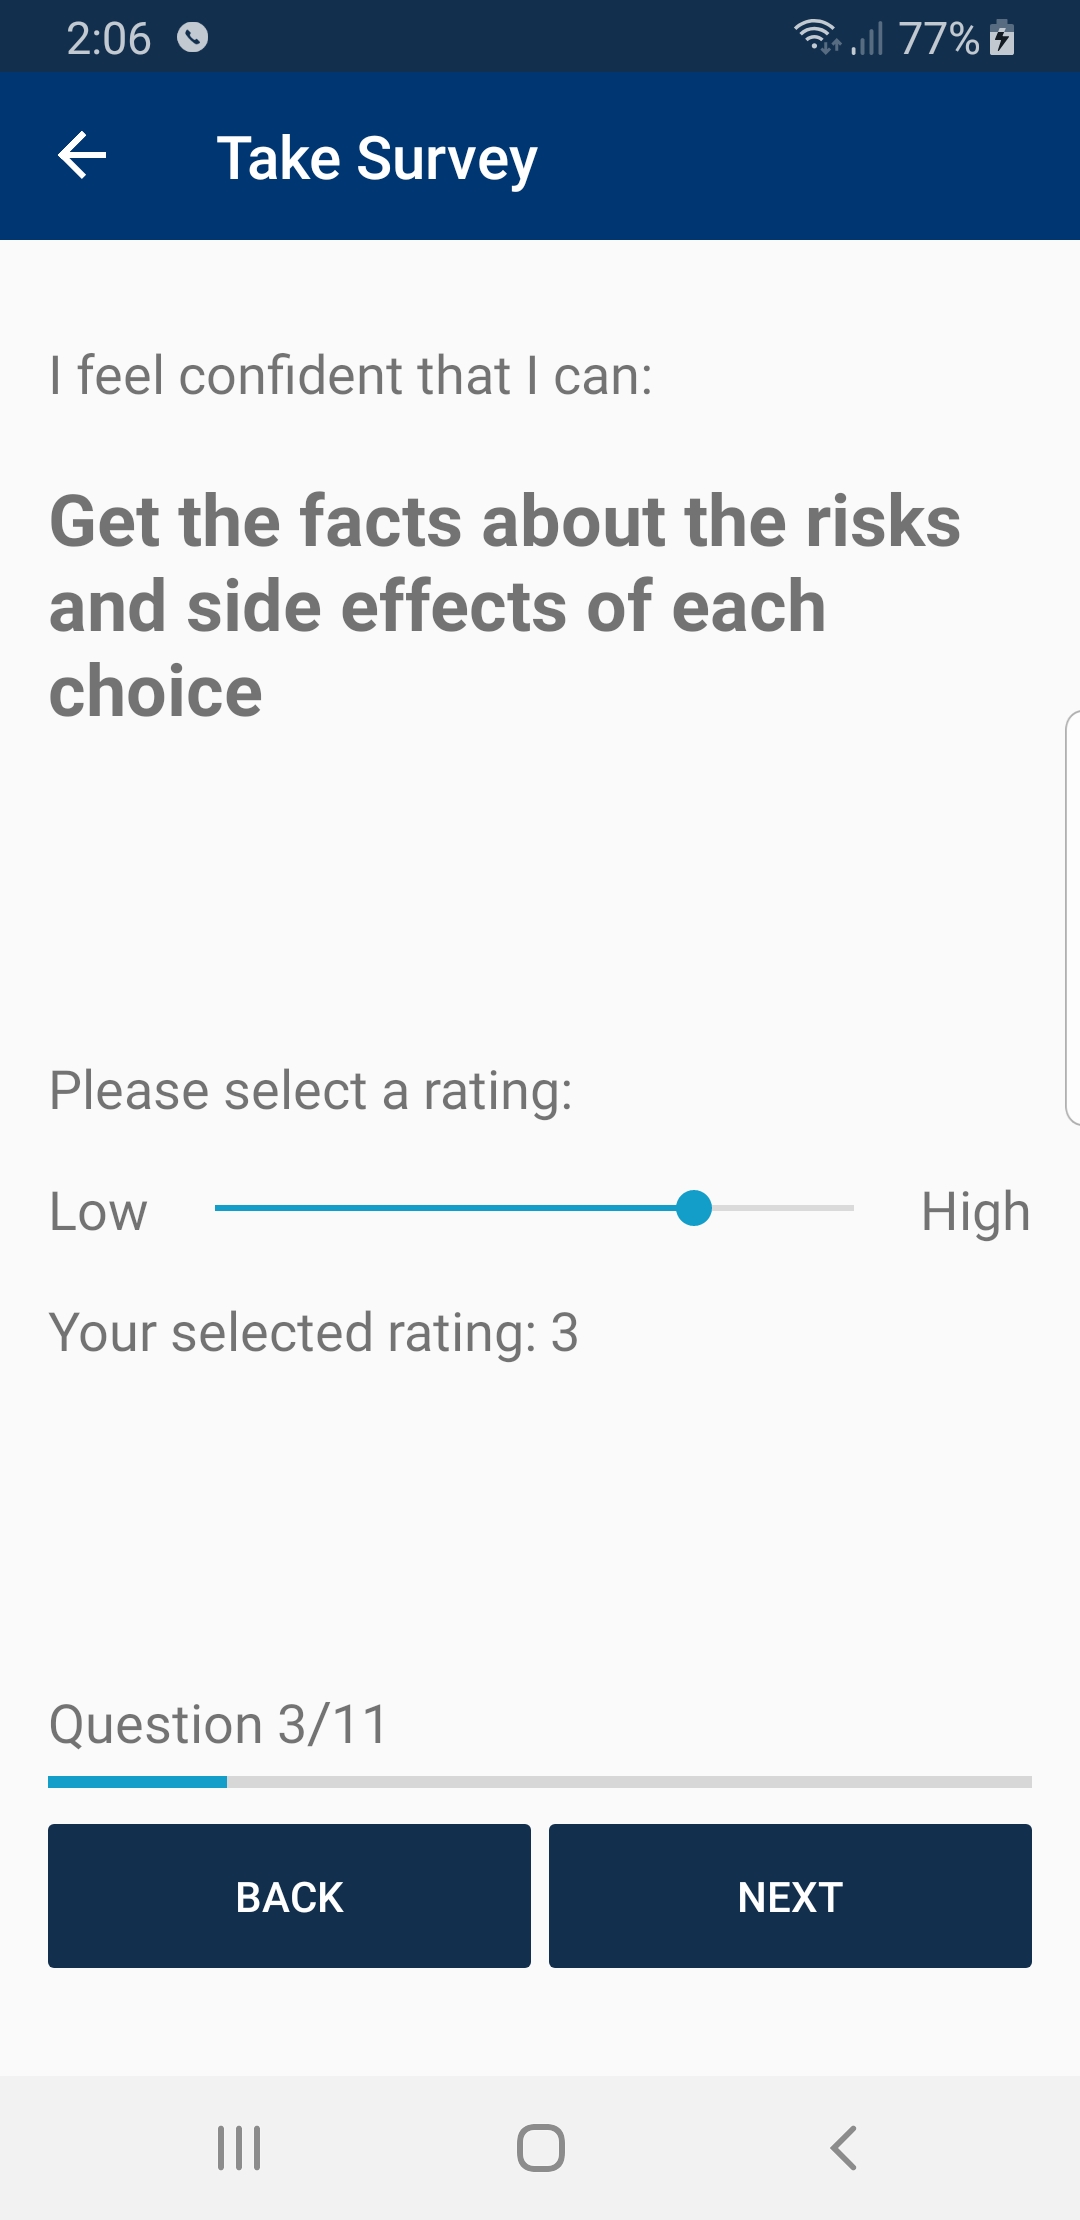 2:06 77%
Take Survey
I feel confident that I can:
Get the facts about the risks
and side effects of each
choice
Please select a rating:
Low High
Your selected rating: 3
Question 3/11
BACK NEXT